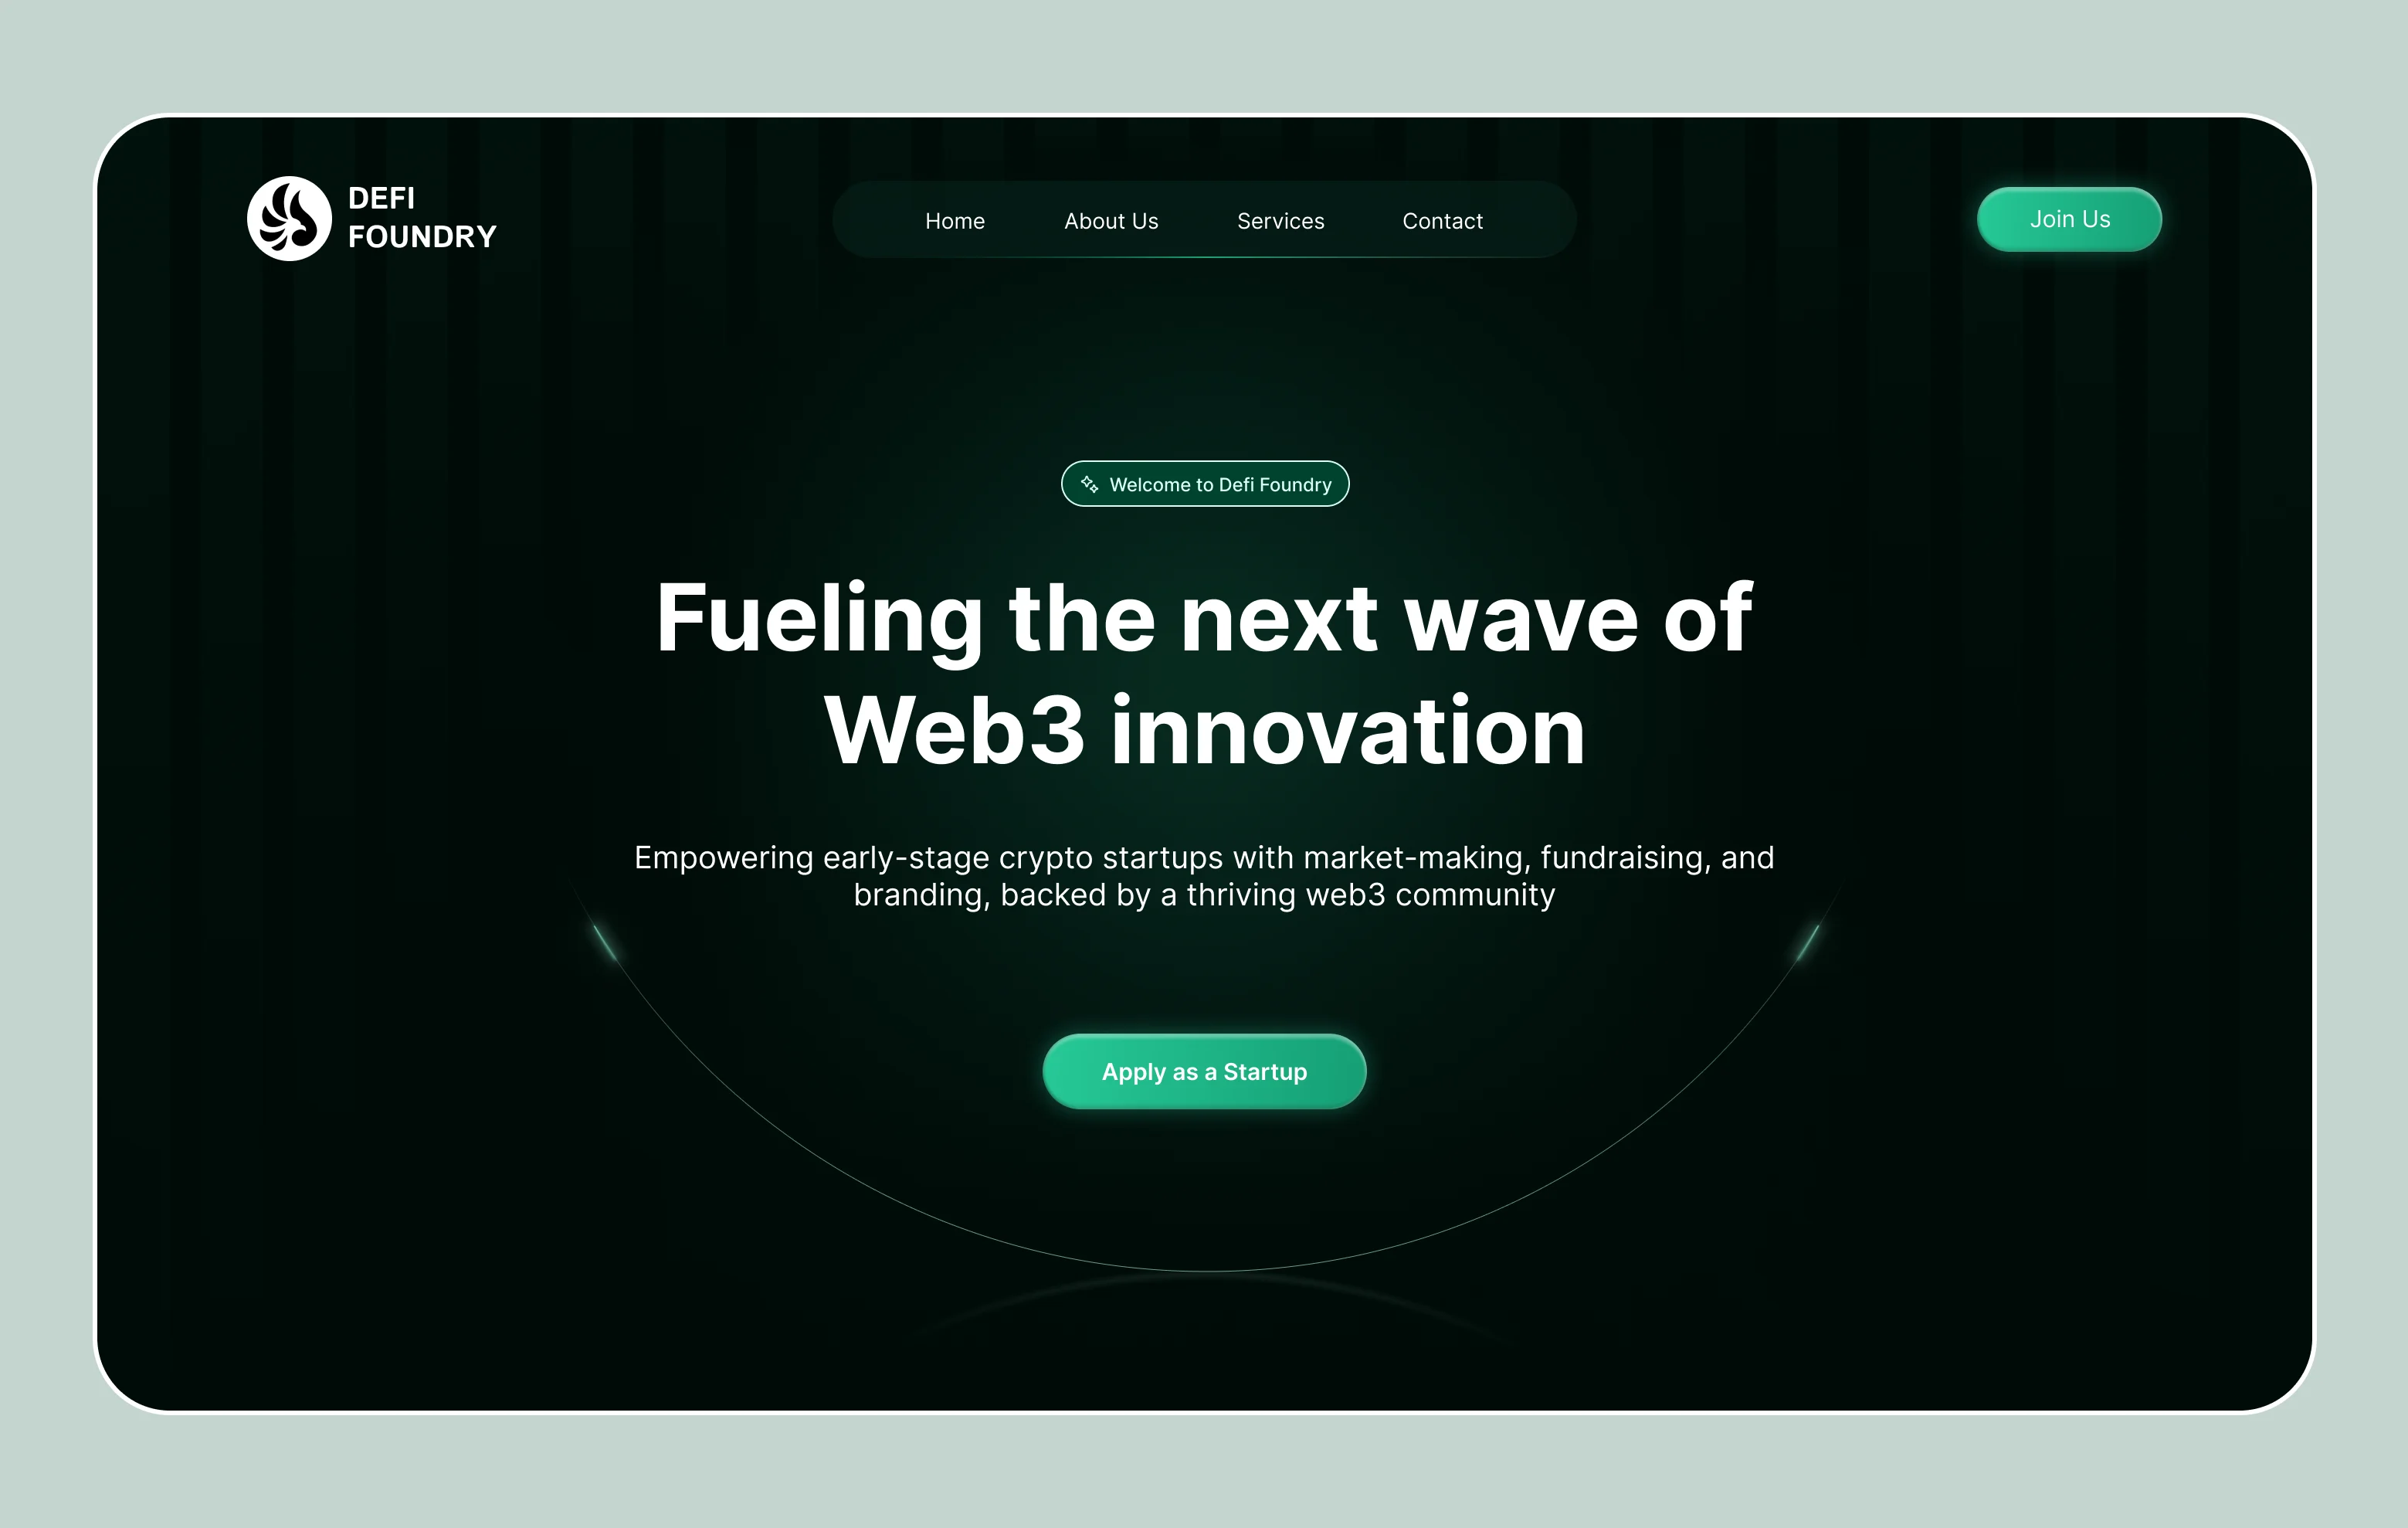 DEFI
FOUNDRY
Home
About Us
Services
Contact
Join Us
Welcome to Defi Foundry
Fueling the next wave of
Web3 innovation
Empowering early-stage crypto startups with market-making, fundraising, and
branding, backed by a thriving web3 community
Apply as a Startup